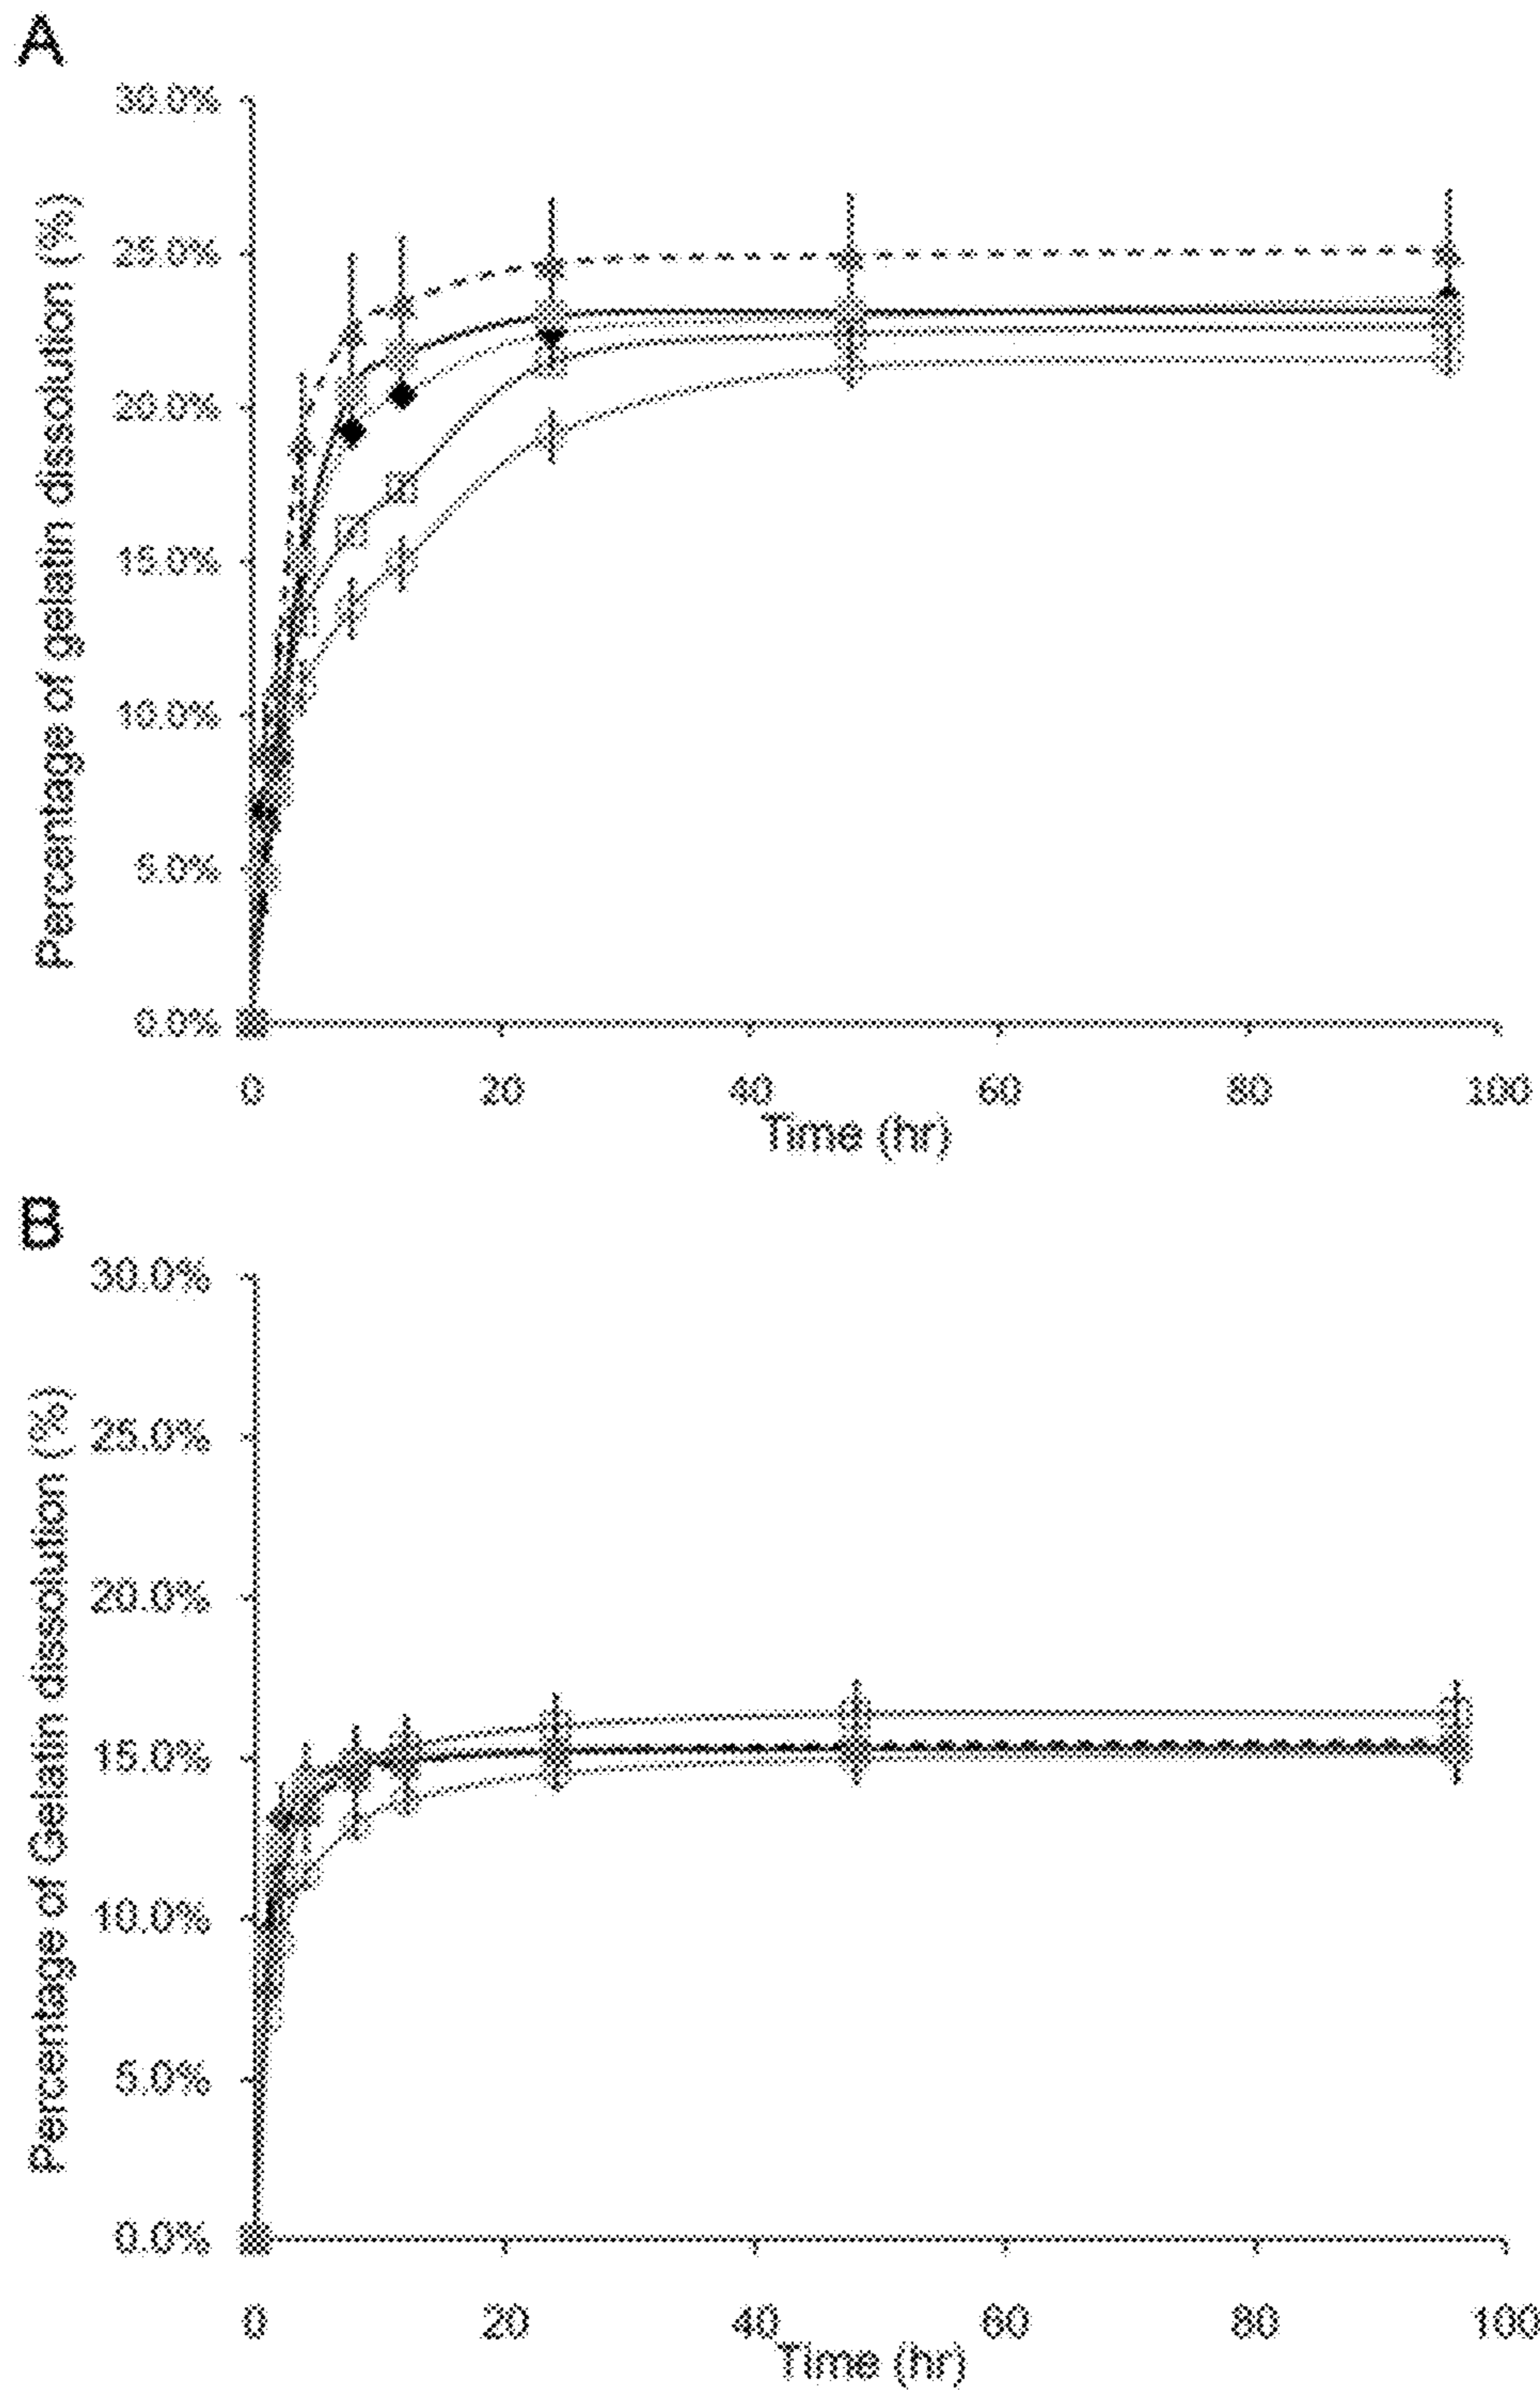 A
Percentage of gelatin dissolution (%)
30.0%
25.0%
20.0%
15.0%
10.0%
5.0%
0.0%
0 20 40 60 80 100
Time (hr)
B
Percentage of Gelatin dissolution (%)
30.0%
25.0%
20.0%
15.0%
10.0%
5.0%
0.0%
0 20 40 60 80 100
Time (hr)